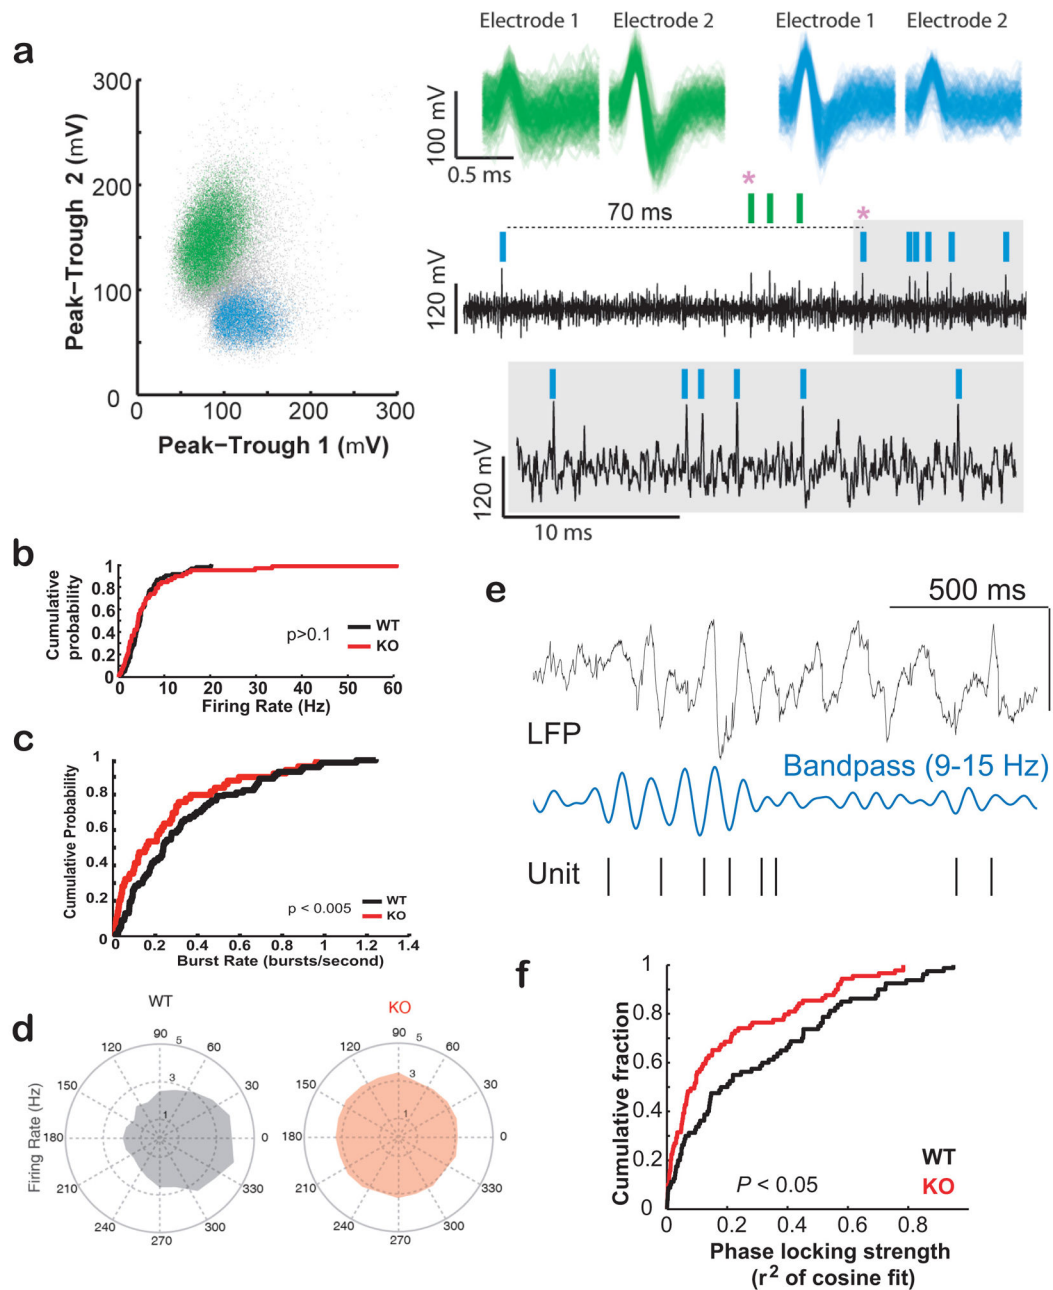 a
Electrode 1 Electrode 2 Electrode 1 Electrode 2
300
200
100
0
0 100 200 300
Peak–Trough 2 (mV)
Peak–Trough 1 (mV)
100 mV
0.5 ms
*
70 ms
*
120 mV
120 mV
10 ms
b
Cumulative
probability
1
0.8
0.6
0.4
0.2
0
p>0.1
WT
KO
0 10 20 30 40 50 60
Firing Rate (Hz)
c
Cumulative Probability
1
0.8
0.6
0.4
0.2
0
p < 0.005
WT
KO
0 0.2 0.4 0.6 0.8 1 1.2 1.4
Burst Rate (bursts/second)
d
WT
Firing Rate (Hz)
90
5
120 60
3
150 30
1
180 0
210 330
240 300
270
KO
90
5
120 60
3
150 30
1
180 0
210 330
240 300
270
e
500 ms
LFP
Bandpass (9-15 Hz)
Unit
f
Cumulative fraction
1
0.8
0.6
0.4
0.2
0
WT
KO
P < 0.05
0 0.2 0.4 0.6 0.8
Phase locking strength
(r² of cosine fit)